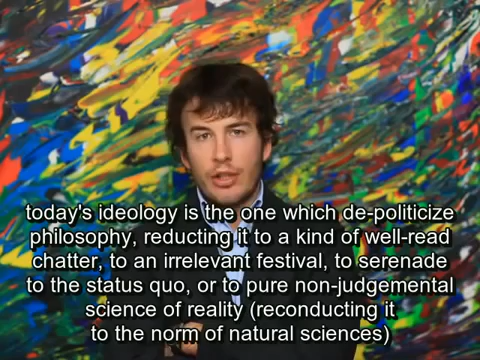 today's ideology is the one which de-politicize
philosophy, reducting it to a kind of well-read
chatter, to an irrelevant festival, to serenade
to the status quo, or to pure non-judgemental
science of reality (reconducting it
to the norm of natural sciences)